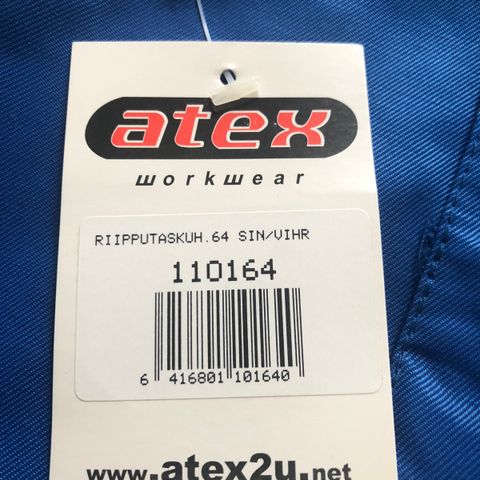 atex
workwear
RIIPPUTASKUH.64 SIN/VIHR
110164
6 416801 101640
www.atex2u.net